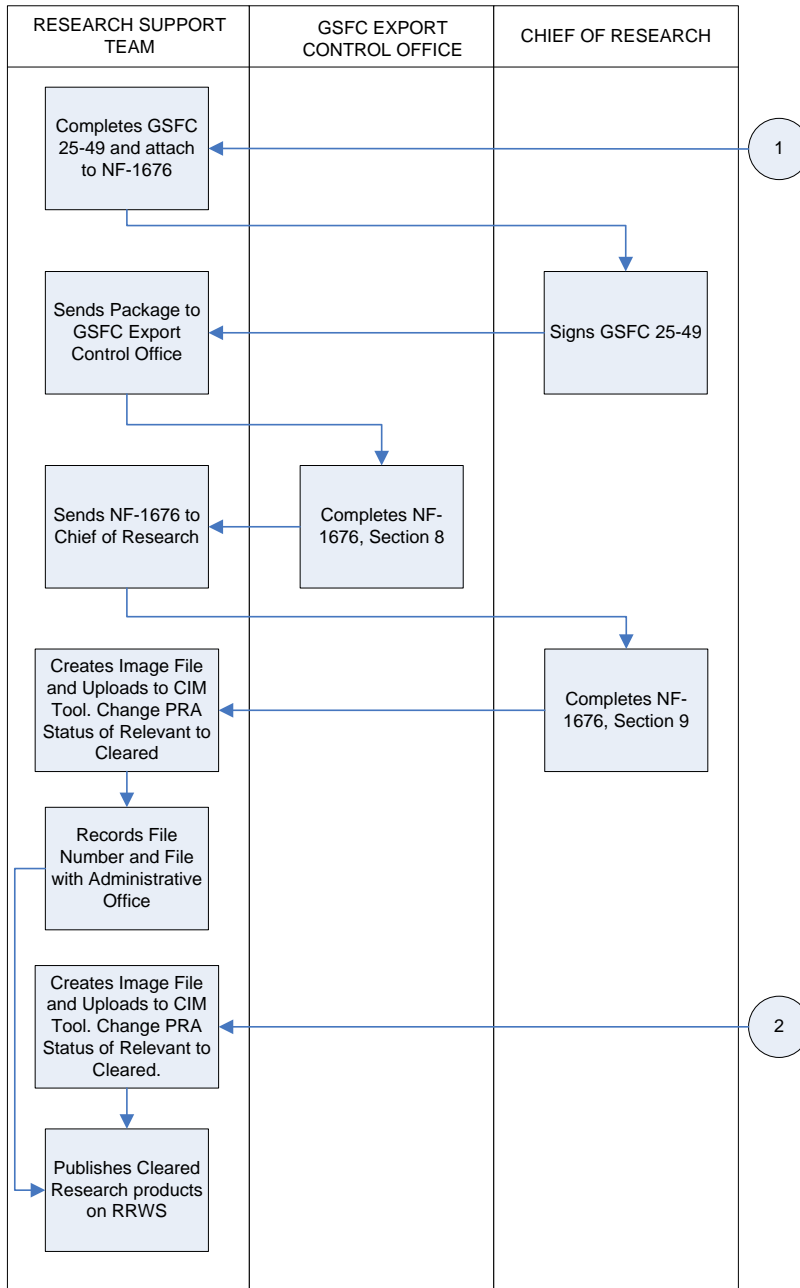 RESEARCH SUPPORT
TEAM
GSFC EXPORT
CONTROL OFFICE
CHIEF OF RESEARCH
Completes GSFC
25-49 and attach
to NF-1676
1
Sends Package to
GSFC Export
Control Office
Signs GSFC 25-49
Sends NF-1676 to
Chief of Research
Completes NF-
1676, Section 8
Creates Image File
and Uploads to CIM
Tool. Change PRA
Status of Relevant to
Cleared
Completes NF-
1676, Section 9
Records File
Number and File
with Administrative
Office
Creates Image File
and Uploads to CIM
Tool. Change PRA
Status of Relevant to
Cleared.
2
Publishes Cleared
Research products
on RRWS